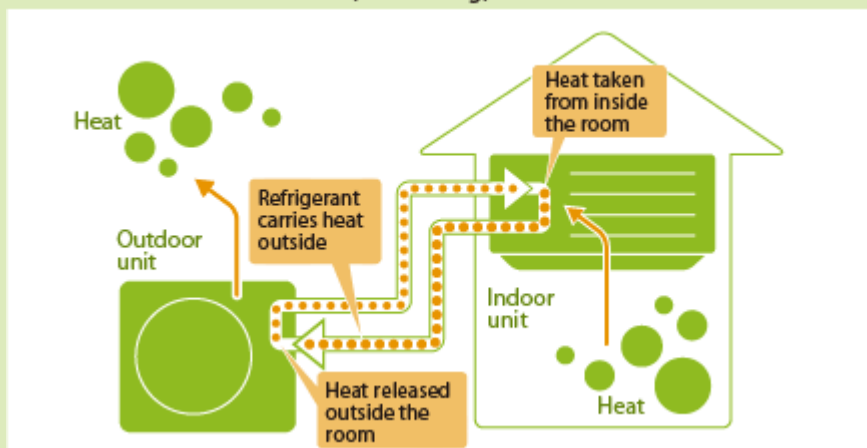 Heat
Heat taken
from inside
the room
Refrigerant
carries heat
outside
Outdoor
unit
Indoor
unit
Heat released
outside the
room
Heat